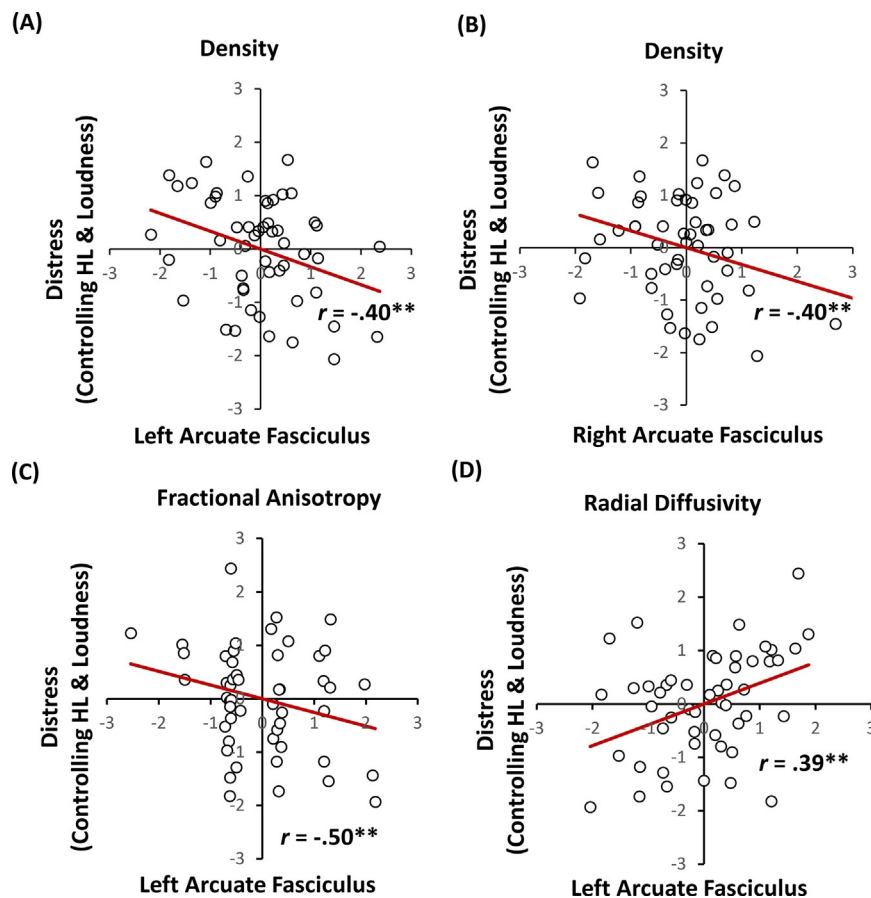 (A)
Density
Distress
(Controlling HL & Loudness)
3
2
1
0
-1
-2
-3
-3
-2
-1
0
1
2
3
r = -.40**
Left Arcuate Fasciculus
(B)
Density
Distress
(Controlling HL & Loudness)
3
2
1
0
-1
-2
-3
-3
-2
-1
0
1
2
3
r = -.40**
Right Arcuate Fasciculus
(C)
Fractional Anisotropy
Distress
(Controlling HL & Loudness)
3
2
1
0
-1
-2
-3
-3
-2
-1
0
1
2
3
r = -.50**
Left Arcuate Fasciculus
(D)
Radial Diffusivity
Distress
(Controlling HL & Loudness)
3
2
1
0
-1
-2
-3
-3
-2
-1
0
1
2
3
r = .39**
Left Arcuate Fasciculus